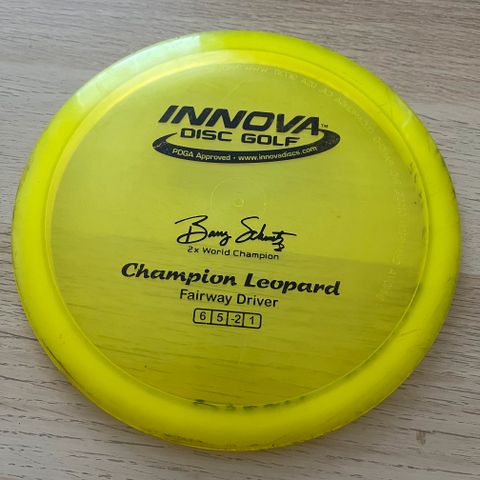 INNOVA™
DISC GOLF
PDGA Approved • www.innovadiscs.com
Barry Schultz
2x World Champion
Champion Leopard
Fairway Driver
6 5 -2 1